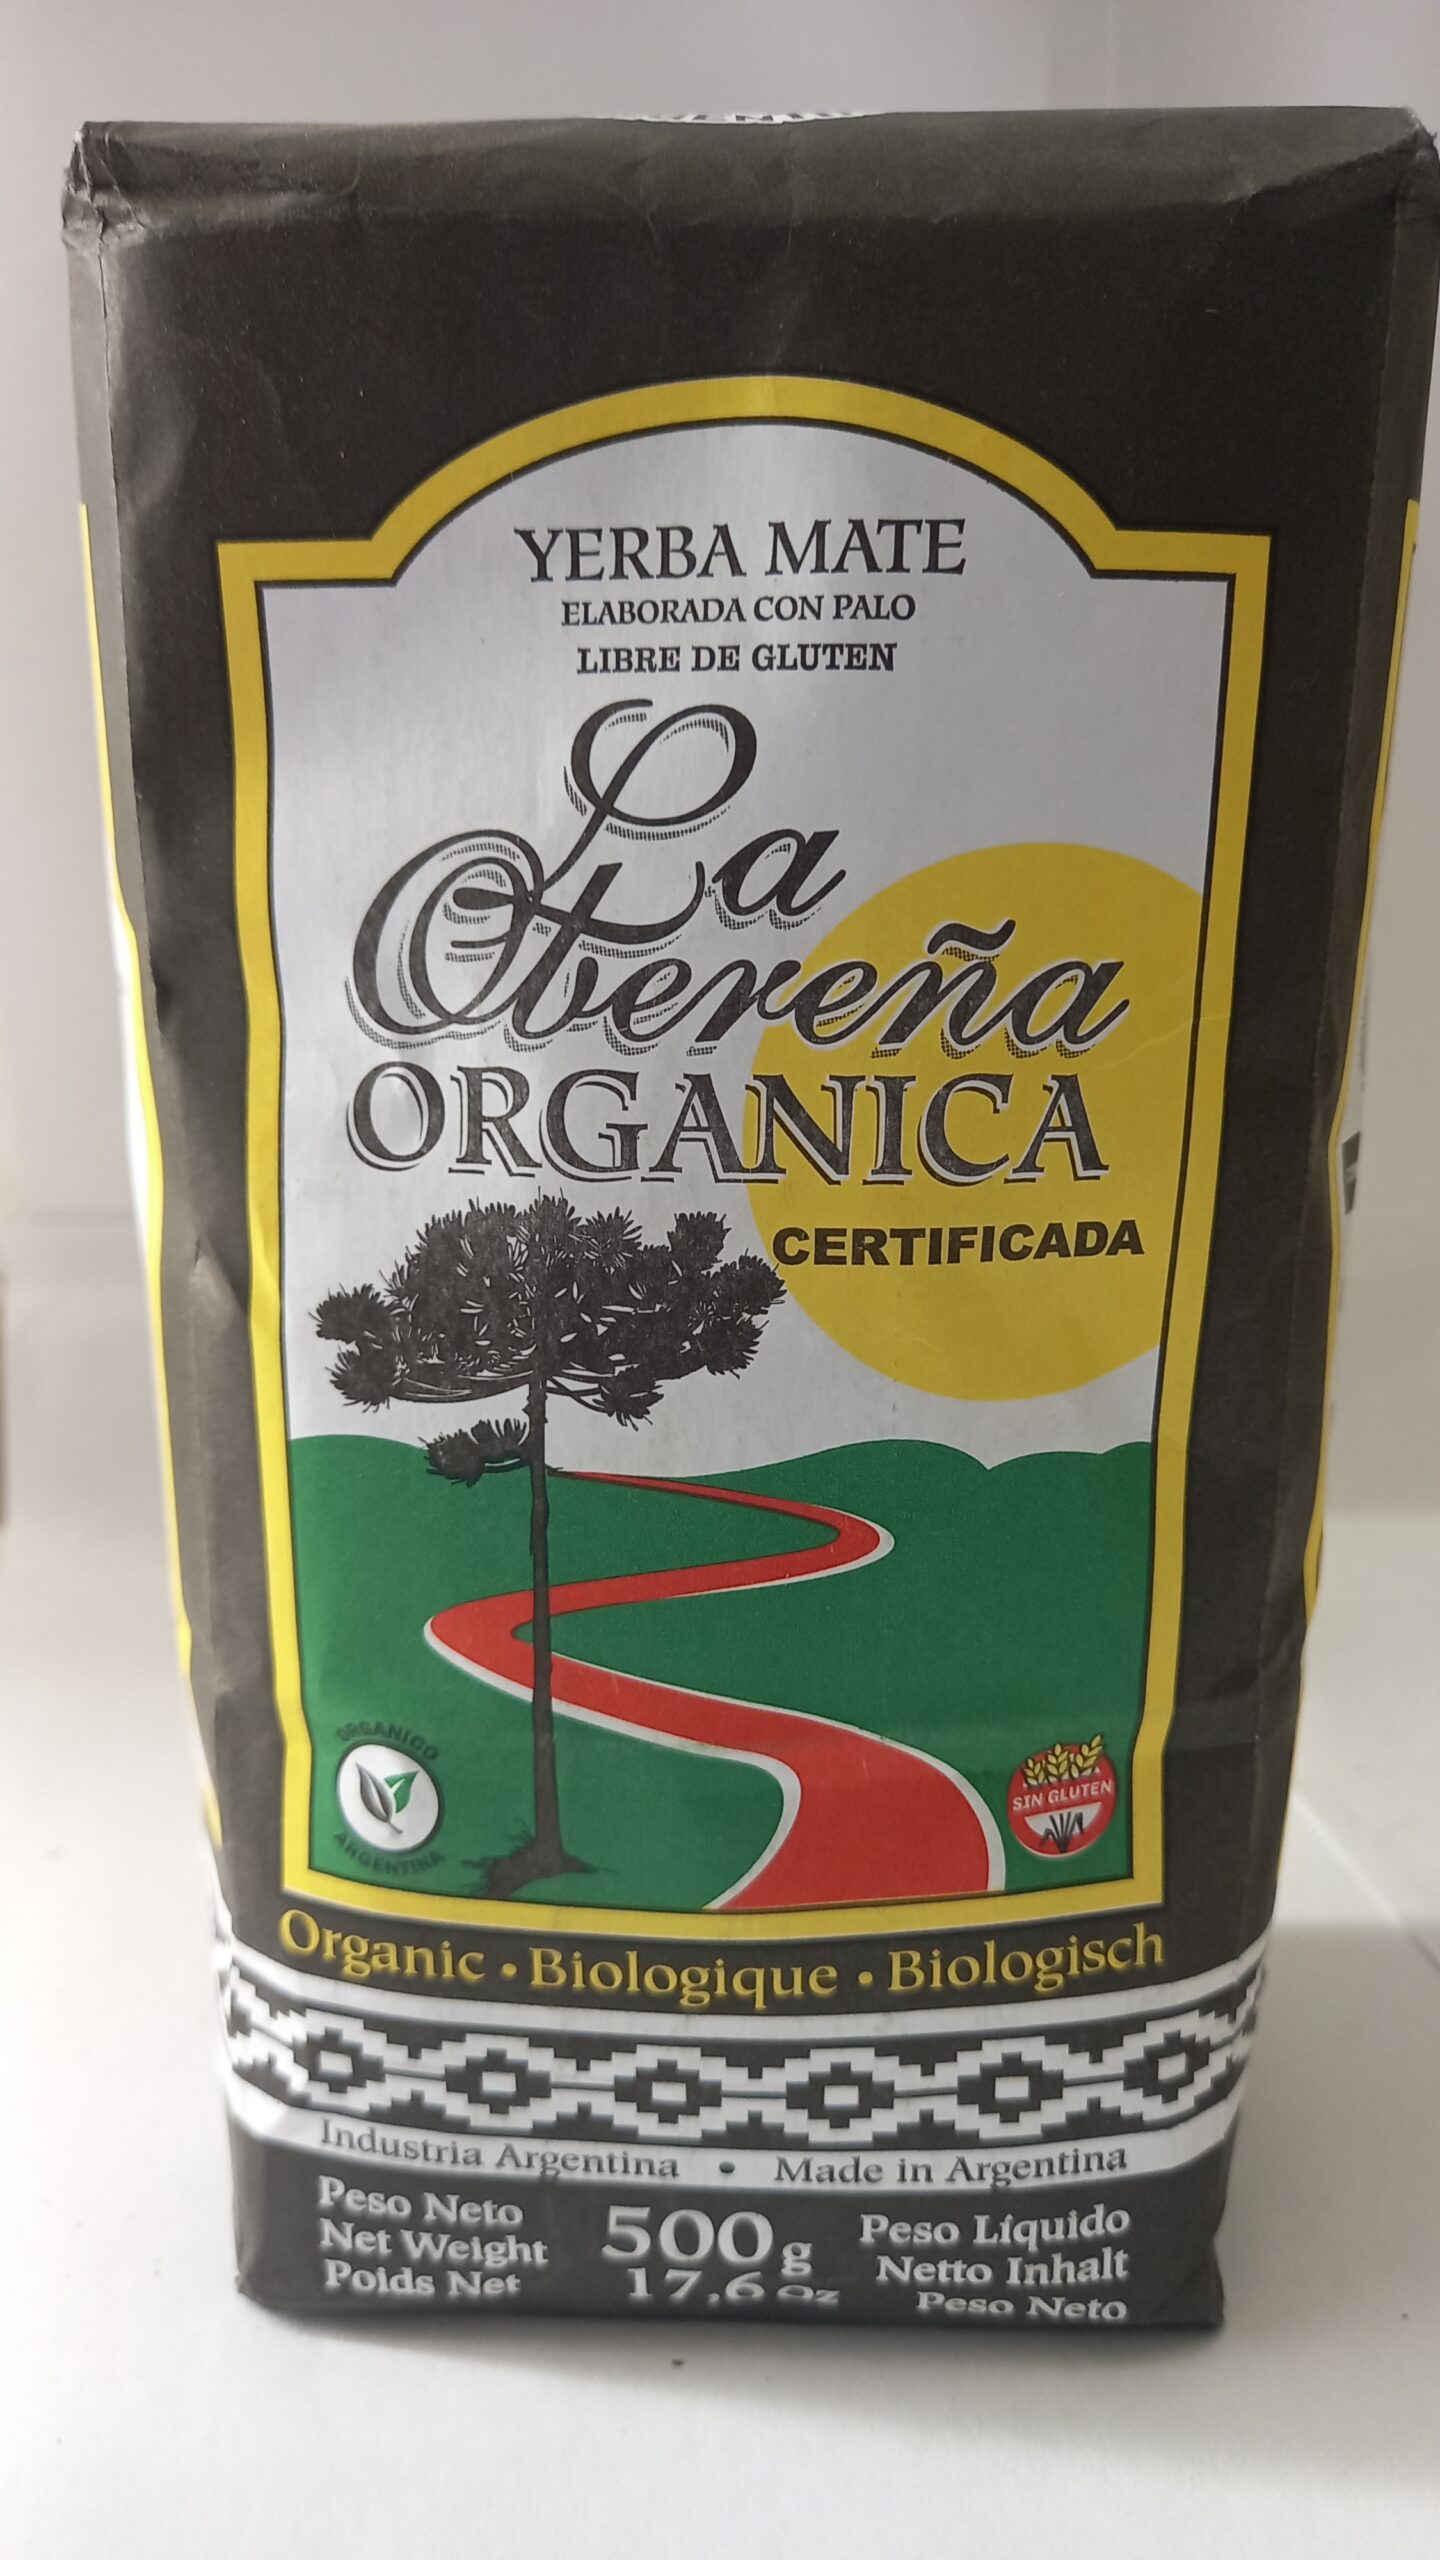 YERBA MATE
ELABORADA CON PALO
LIBRE DE GLUTEN
La
Obereña
ORGANICA
CERTIFICADA
ORGANICO
ARGENTINA
SIN GLUTEN
Organic • Biologique • Biologisch
Industria Argentina • Made in Argentina
Peso Neto
Net Weight
Poids Net
500g
17,6 oz
Peso Líquido
Netto Inhalt
Peso Neto